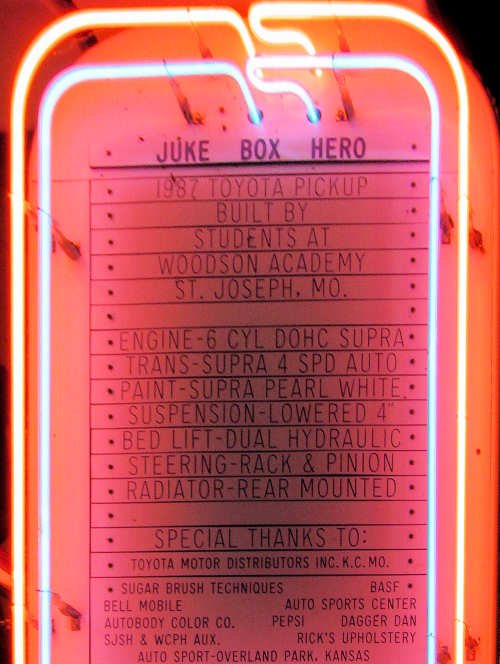 JUKE BOX HERO
1987 TOYOTA PICKUP
BUILT BY
STUDENTS AT
WOODSON ACADEMY
ST. JOSEPH, MO.
ENGINE-6 CYL DOHC SUPRA
TRANS-SUPRA 4 SPD AUTO
PAINT-SUPRA PEARL WHITE
SUSPENSION-LOWERED 4"
BED LIFT-DUAL HYDRAULIC
STEERING-RACK & PINION
RADIATOR-REAR MOUNTED
SPECIAL THANKS TO:
TOYOTA MOTOR DISTRIBUTORS INC. K.C. MO.
SUGAR BRUSH TECHNIQUES BASF
BELL MOBILE AUTO SPORTS CENTER
AUTOBODY COLOR CO. PEPSI DAGGER DAN
SJSH & WCPH AUX. RICK'S UPHOLSTERY
AUTO SPORT-OVERLAND PARK, KANSAS